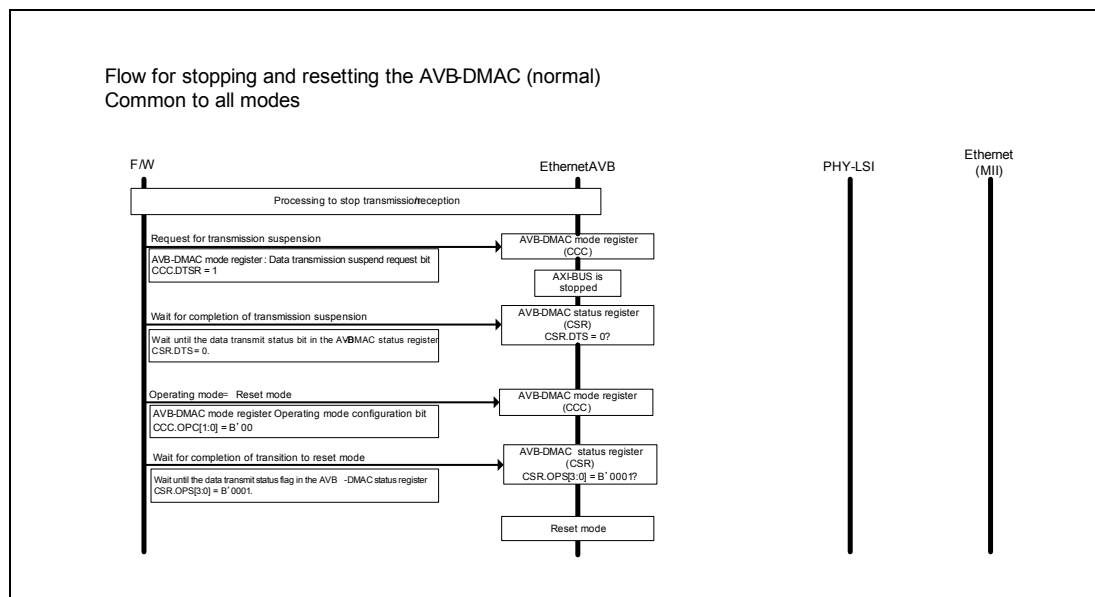 Flow for stopping and resetting the AVB-DMAC (normal)
Common to all modes
F/W
EthernetAVB
PHY-LSI
Ethernet
(MII)
Processing to stop transmission/reception
Request for transmission suspension
AVB-DMAC mode register : Data transmission suspend request bit
CCC.DTSR = 1
AVB-DMAC mode register
(CCC)
AXI-BUS is
stopped
Wait for completion of transmission suspension
Wait until the data transmit status bit in the AVBMAC status register
CSR.DTS = 0.
AVB-DMAC status register
(CSR)
CSR.DTS = 0?
Operating mode= Reset mode
AVB-DMAC mode register Operating mode configuration bit
CCC.OPC[1:0] = B'00
AVB-DMAC mode register
(CCC)
Wait for completion of transition to reset mode
Wait until the data transmit status flag in the AVB -DMAC status register
CSR.OPS[3:0] = B'0001.
AVB-DMAC status register
(CSR)
CSR.OPS[3:0] = B'0001?
Reset mode